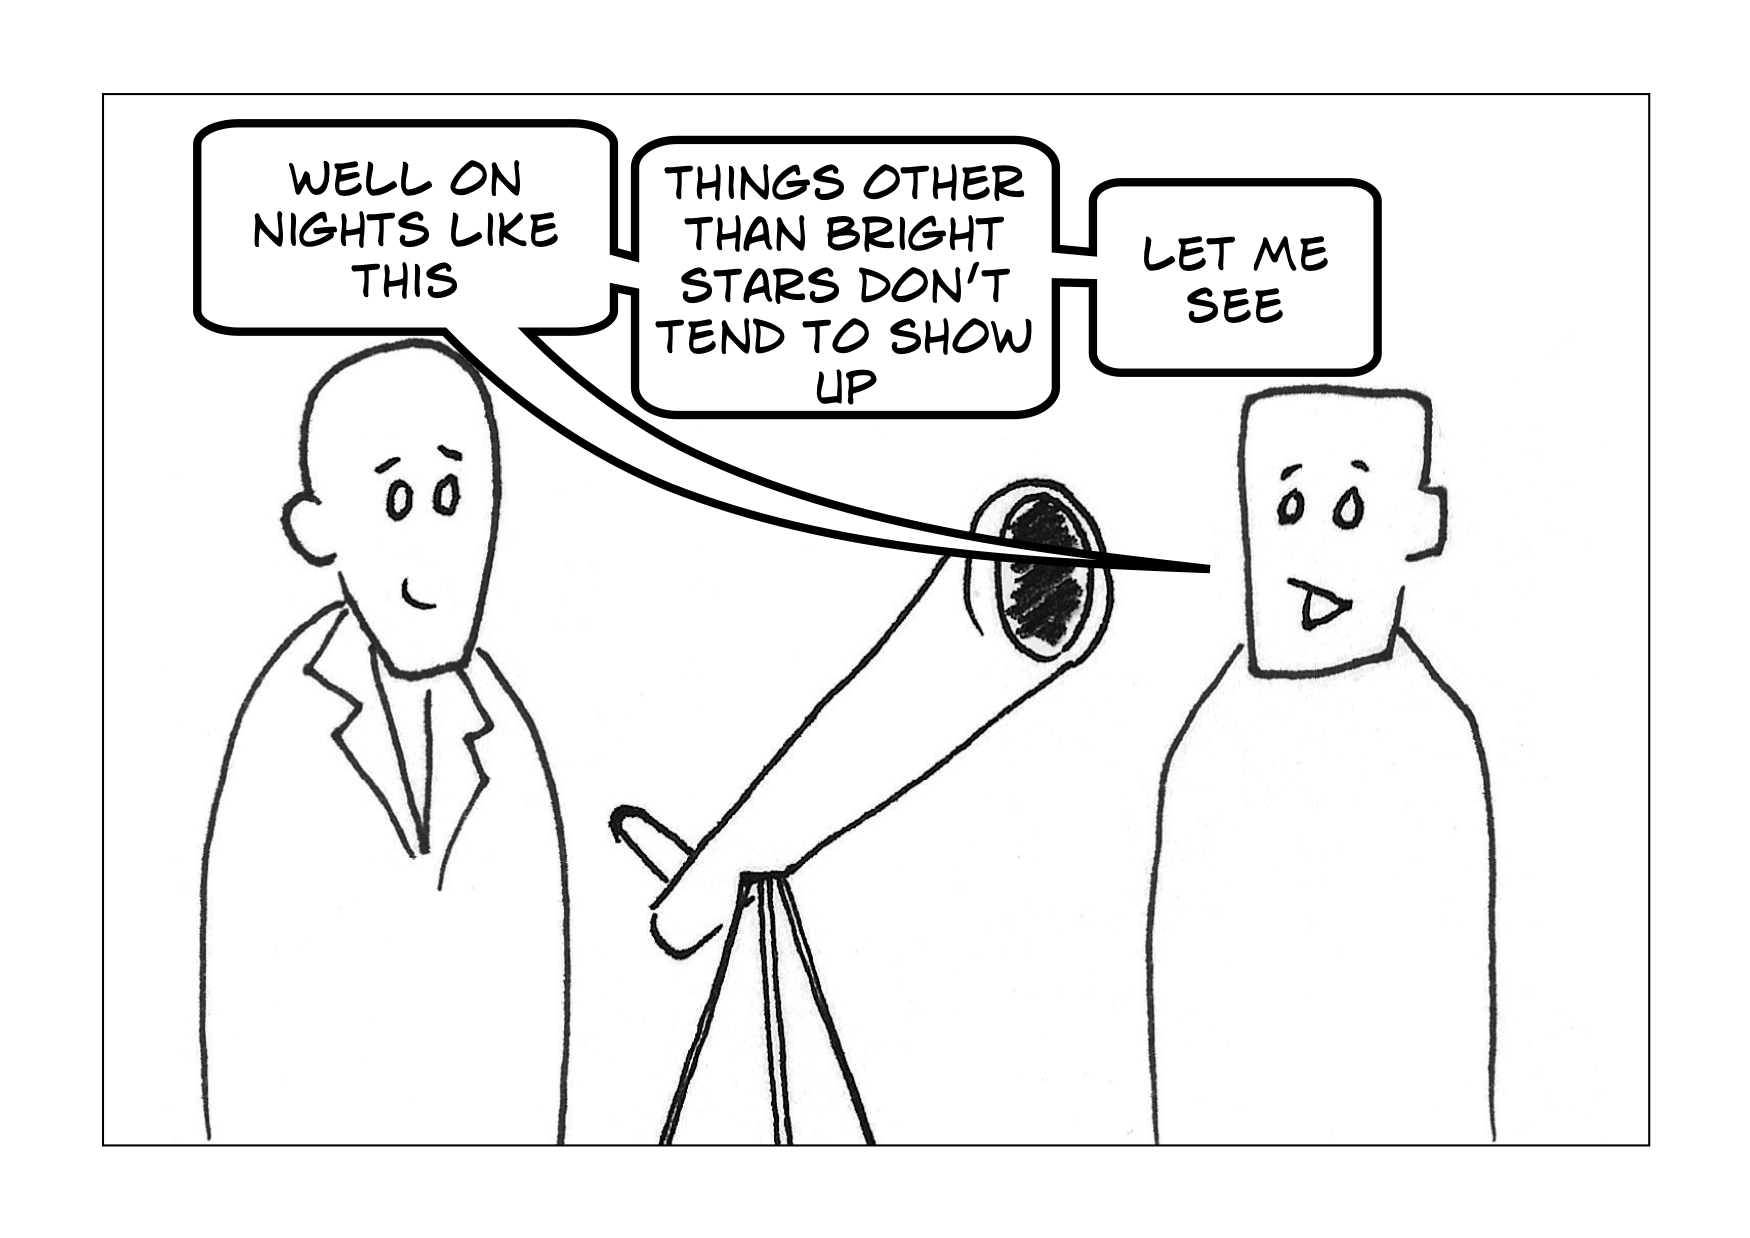 WELL ON
NIGHTS LIKE
THIS
THINGS OTHER
THAN BRIGHT
STARS DON'T
TEND TO SHOW
UP
LET ME
SEE